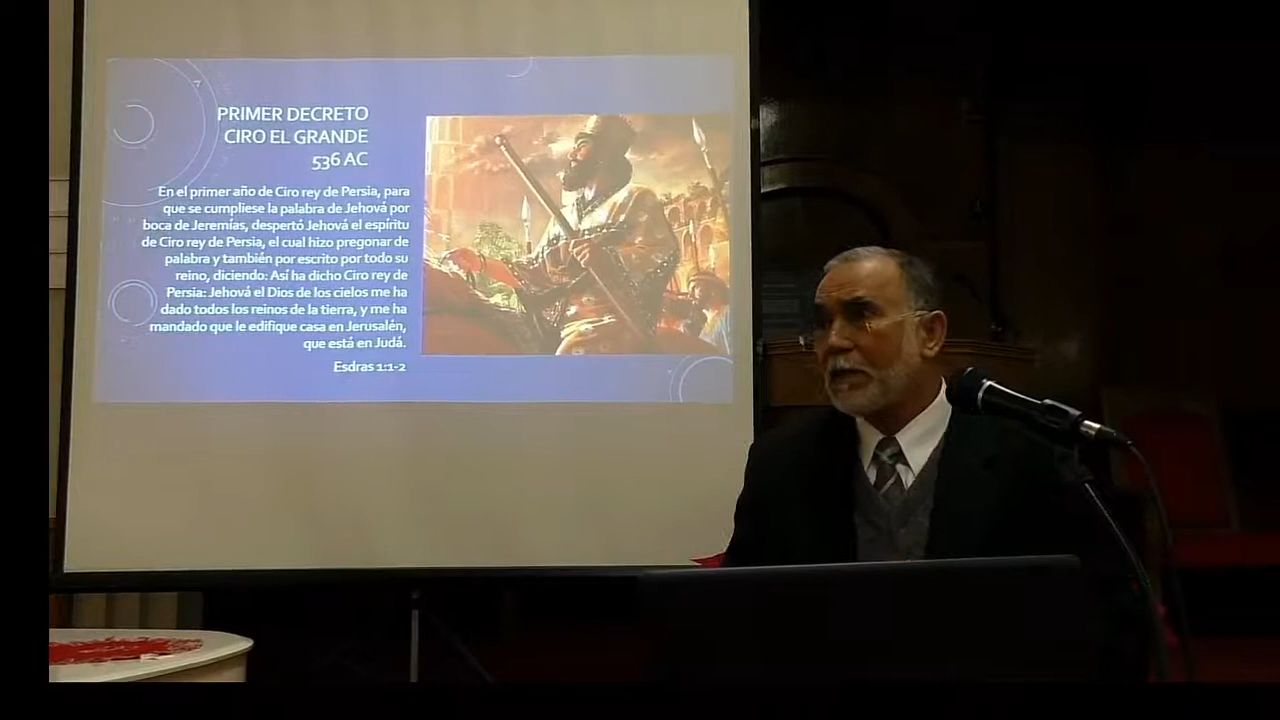 PRIMER DECRETO
CIRO EL GRANDE
536 AC
En el primer año de Ciro rey de Persia, para
que se cumpliese la palabra de Jehová por
boca de Jeremías, despertó Jehová el espíritu
de Ciro rey de Persia, el cual hizo pregonar de
palabra y también por escrito por todo su
reino, diciendo: Así ha dicho Ciro rey de
Persia: Jehová el Dios de los cielos me ha
dado todos los reinos de la tierra, y me ha
mandado que le edifique casa en Jerusalén,
que está en Judá.
Esdras 1:1-2